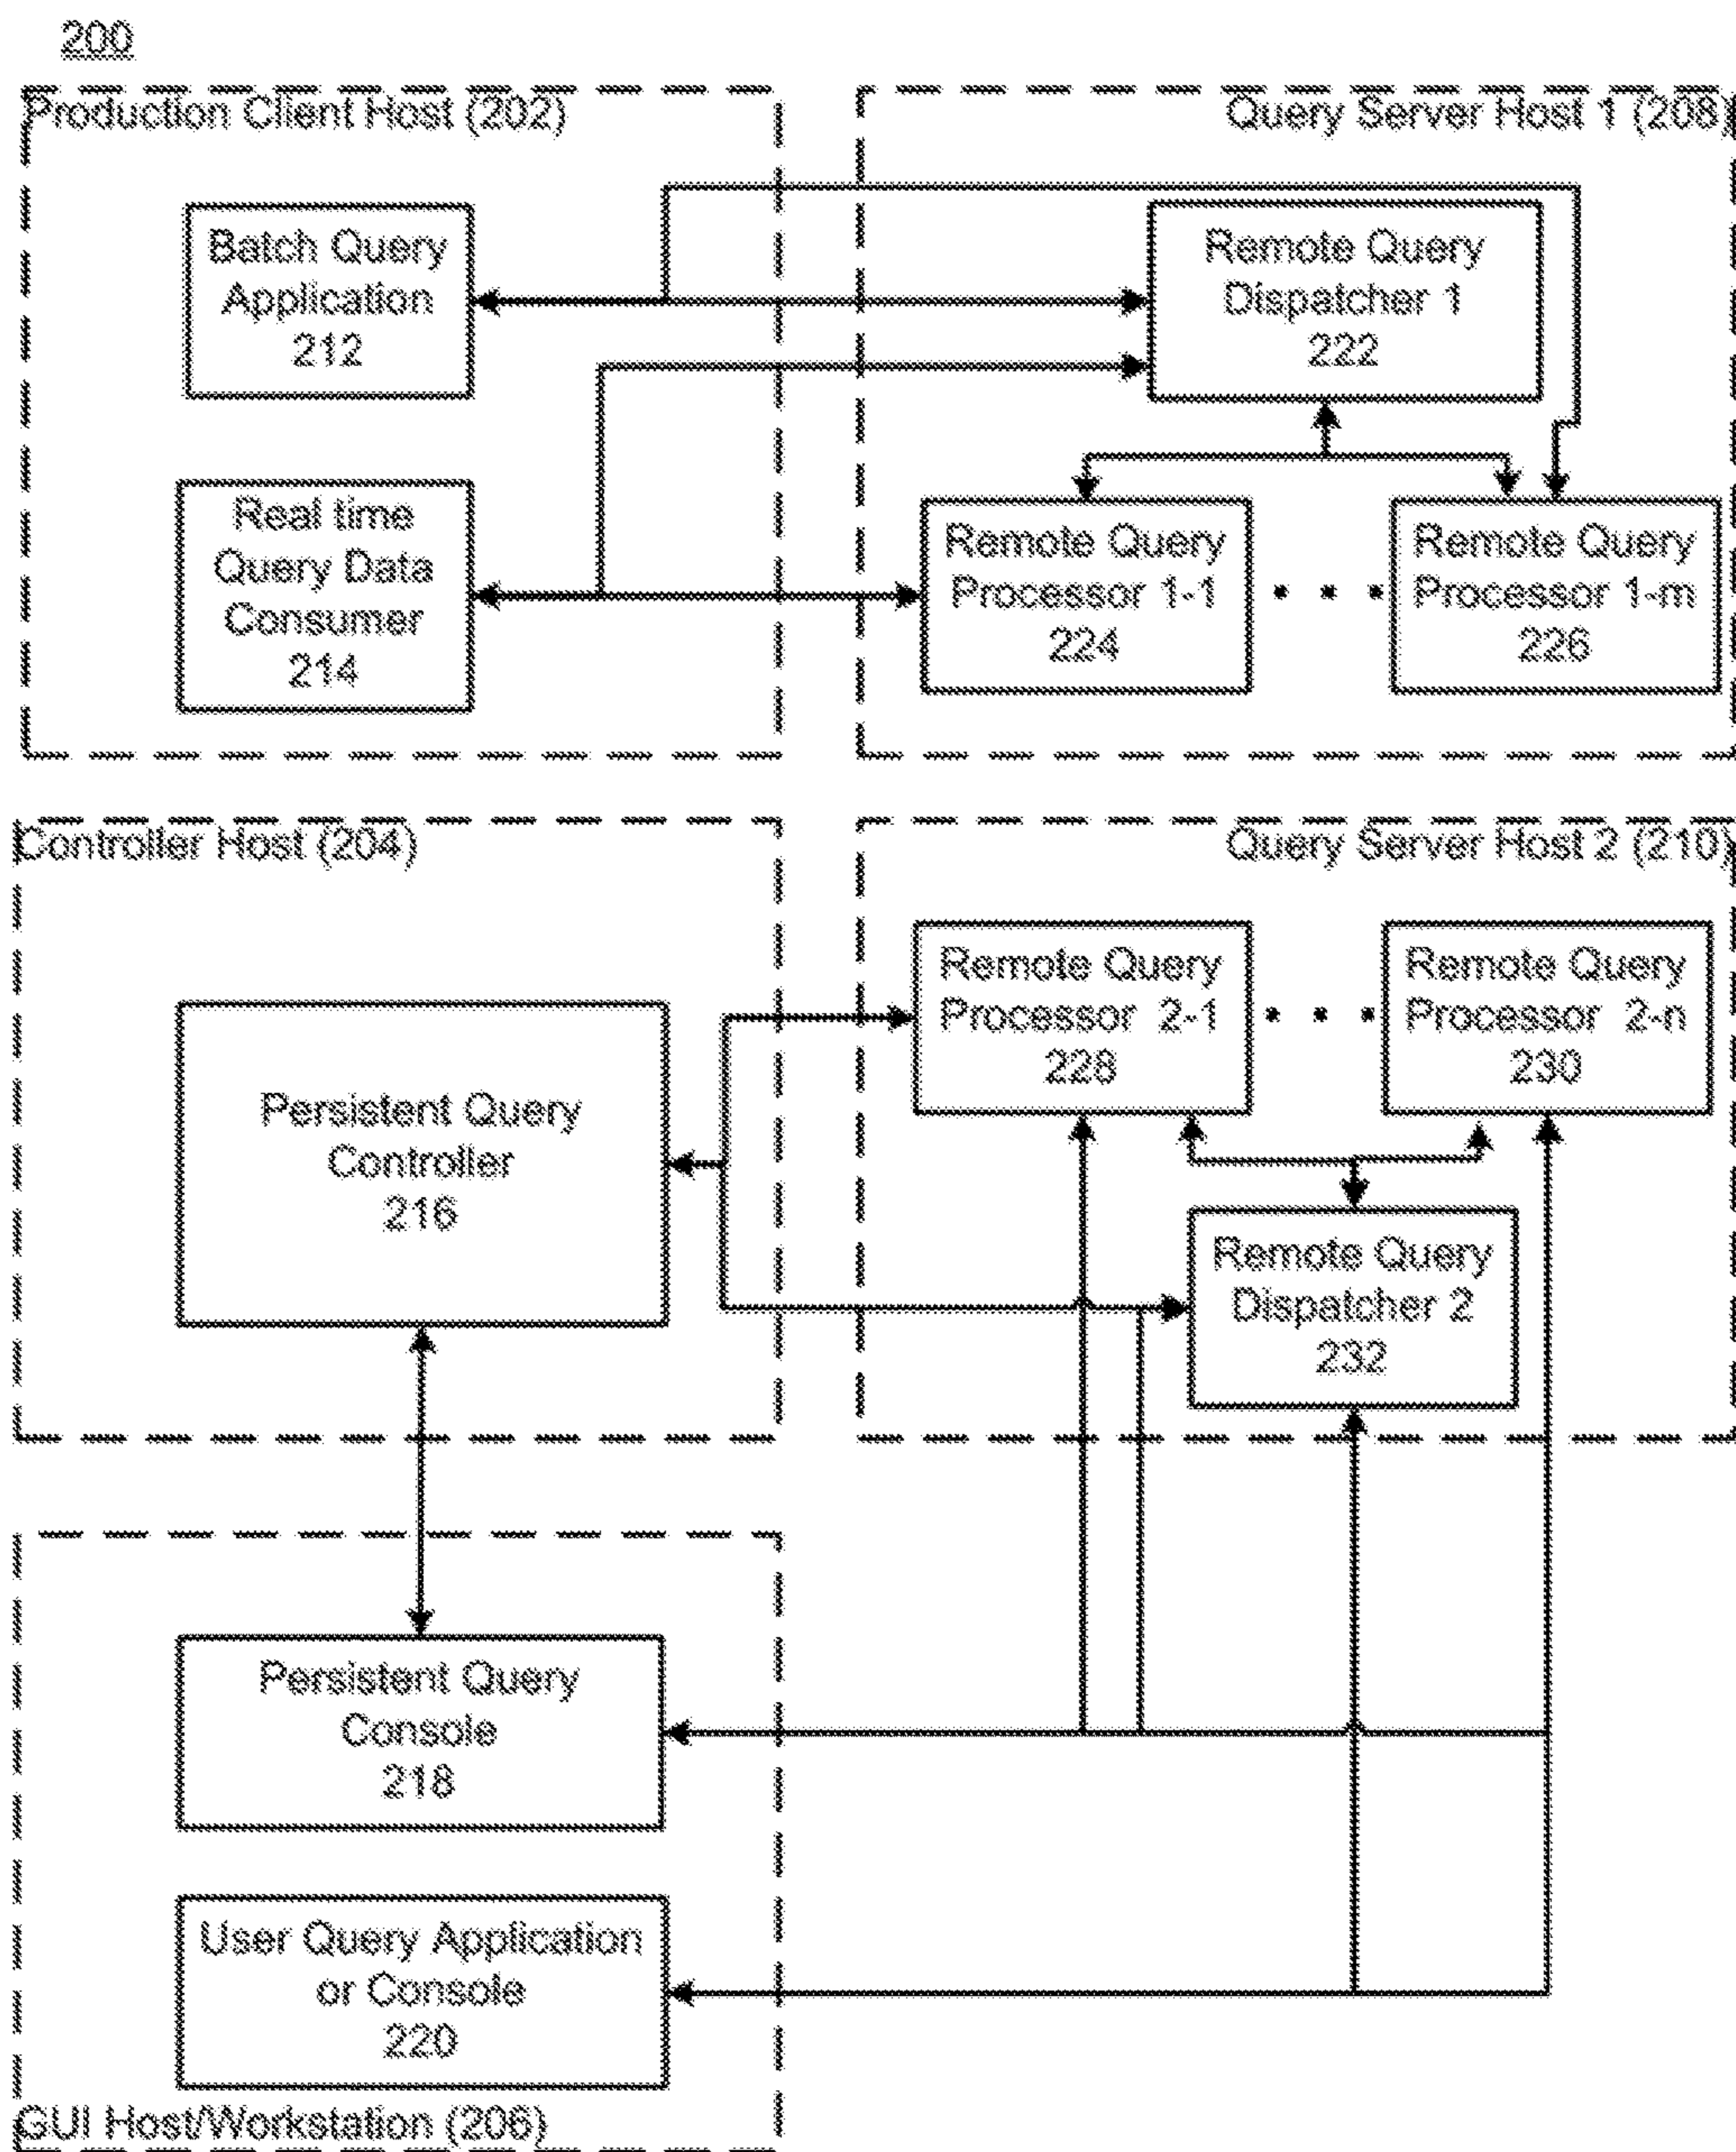 200
Production Client Host (202)
Query Server Host 1 (208)
Batch Query
Application
212
Remote Query
Dispatcher 1
222
Real time
Query Data
Consumer
214
Remote Query
Processor 1-1
224
. . .
Remote Query
Processor 1-m
226
Controller Host (204)
Query Server Host 2 (210)
Remote Query
Processor 2-1
228
. . .
Remote Query
Processor 2-n
230
Persistent Query
Controller
216
Remote Query
Dispatcher 2
232
Persistent Query
Console
218
User Query Application
or Console
220
GUI Host/Workstation (206)